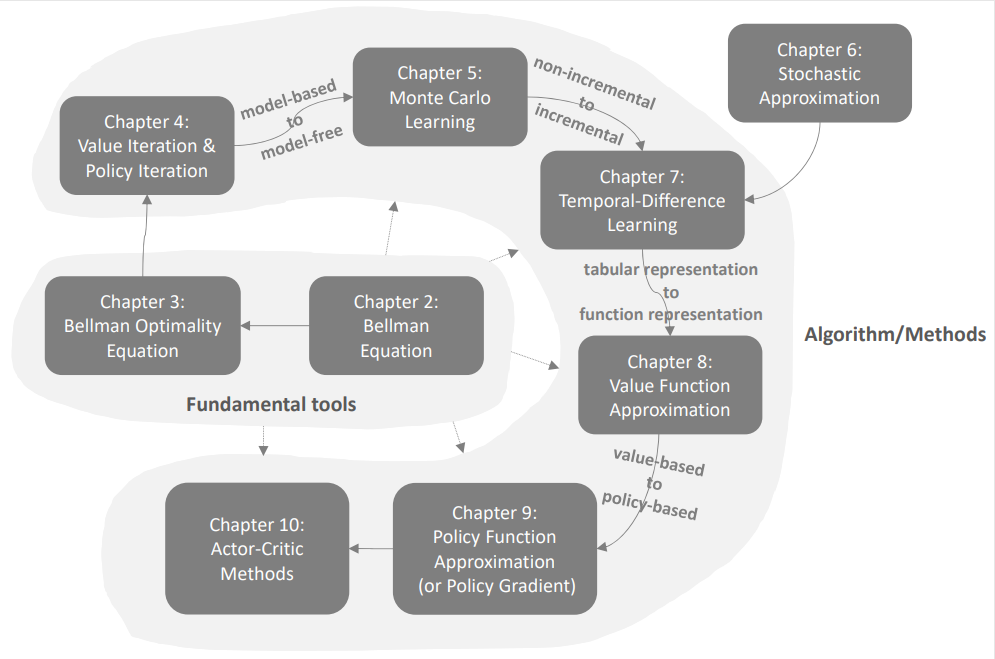 Chapter 6:
Stochastic
Approximation
Chapter 5:
Monte Carlo
Learning
non-incremental
to
incremental
model-based
to
model-free
Chapter 4:
Value Iteration &
Policy Iteration
Chapter 7:
Temporal-Difference
Learning
tabular representation
to
function representation
Chapter 3:
Bellman Optimality
Equation
Chapter 2:
Bellman
Equation
Algorithm/Methods
Chapter 8:
Value Function
Approximation
Fundamental tools
value-based
to
policy-based
Chapter 10:
Actor-Critic
Methods
Chapter 9:
Policy Function
Approximation
(or Policy Gradient)